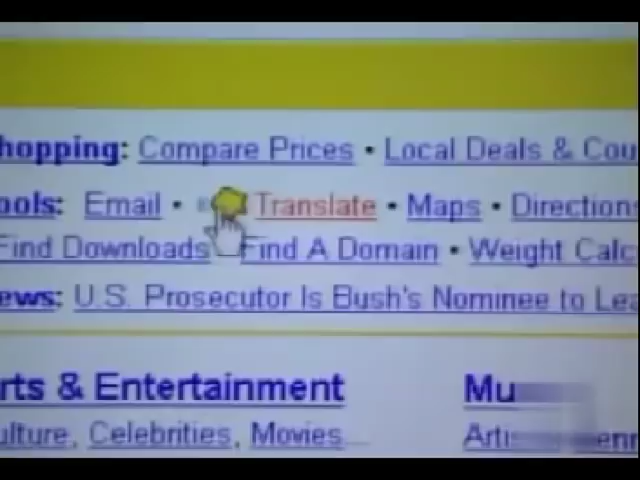 hopping: Compare Prices • Local Deals & Cou
ools: Email • Translate • Maps • Directions
Find Downloads Find A Domain • Weight Calc
ews: U.S. Prosecutor Is Bush's Nominee to Lea
rts & Entertainment Mu
ulture, Celebrities, Movies